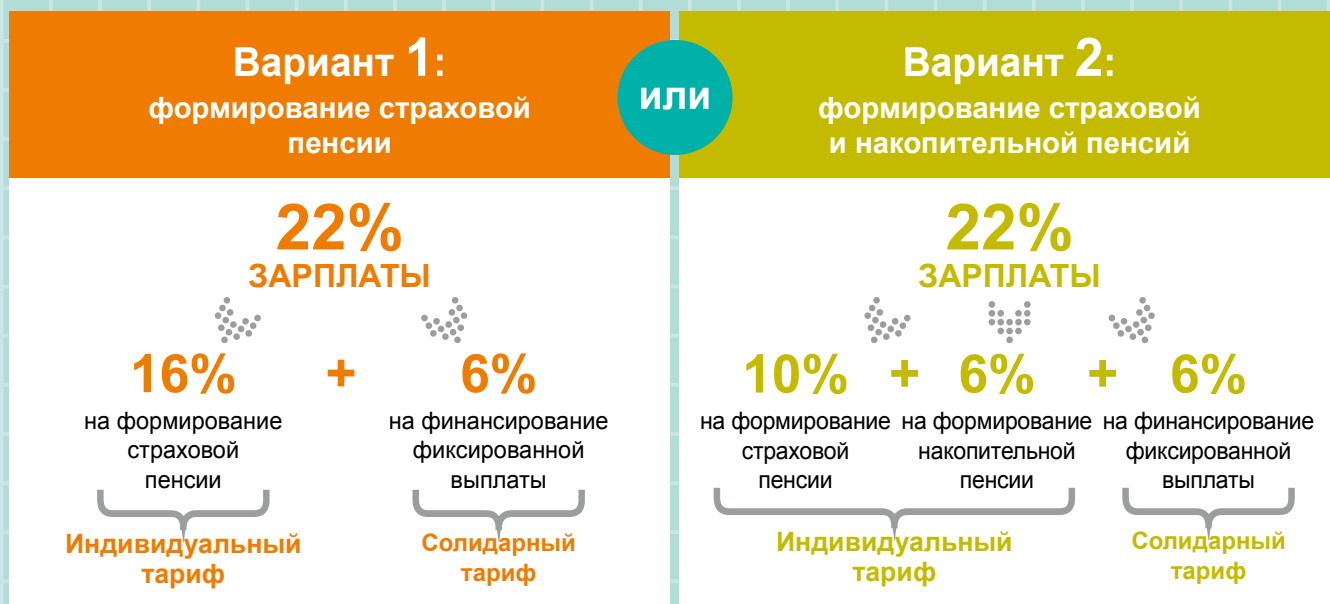 Вариант 1:
формирование страховой
пенсии
или
Вариант 2:
формирование страховой
и накопительной пенсий
22%
ЗАРПЛАТЫ
16% + 6%
на формирование
страховой
пенсии
на финансирование
фиксированной
выплаты
Индивидуальный
тариф
Солидарный
тариф
22%
ЗАРПЛАТЫ
10% + 6% + 6%
на формирование
страховой
пенсии
на формирование
накопительной
пенсии
на финансирование
фиксированной
выплаты
Индивидуальный
тариф
Солидарный
тариф